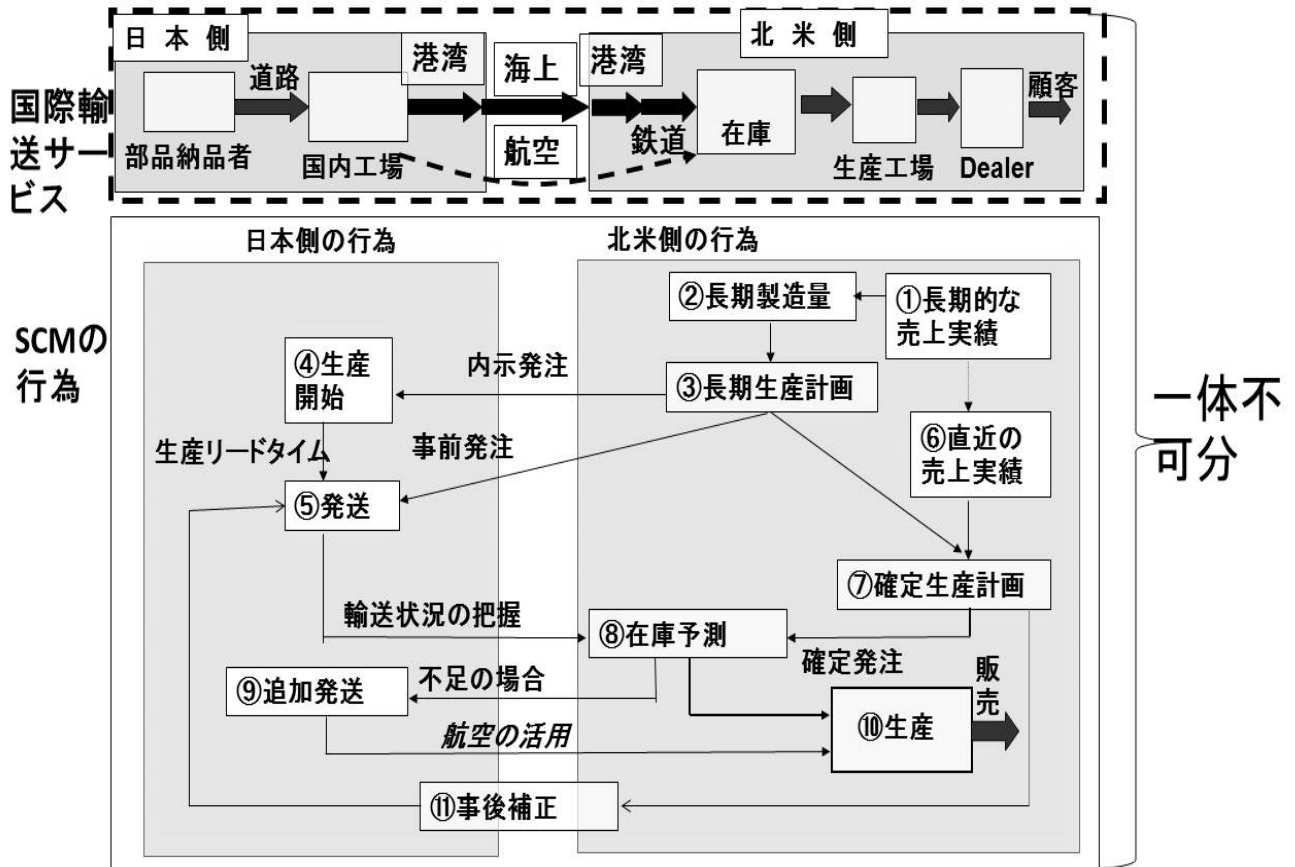 日 本 側
北 米 側
港湾
海上
港湾
道路
顧客
国際輸
送サー
ビス
部品納品者
国内工場
航空
鉄道
在庫
生産工場
Dealer
日本側の行為
北米側の行為
SCMの
行為
②長期製造量
①長期的な
売上実績
④生産
開始
内示発注
③長期生産計画
生産リードタイム
事前発注
⑥直近の
売上実績
⑤発送
⑦確定生産計画
輸送状況の把握
⑧在庫予測
確定発注
販
売
⑨追加発送
不足の場合
航空の活用
⑩生産
⑪事後補正
一体不
可分